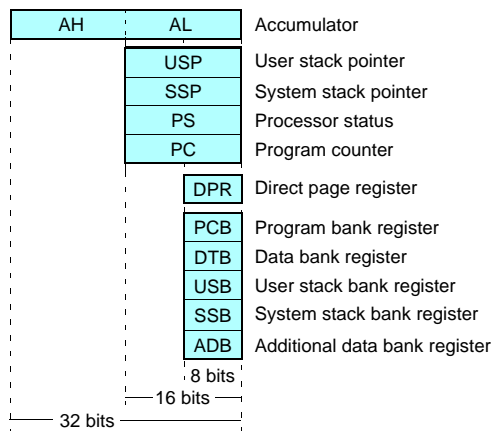 AH AL Accumulator
USP User stack pointer
SSP System stack pointer
PS Processor status
PC Program counter
DPR Direct page register
PCB Program bank register
DTB Data bank register
USB User stack bank register
SSB System stack bank register
ADB Additional data bank register
8 bits
16 bits
32 bits